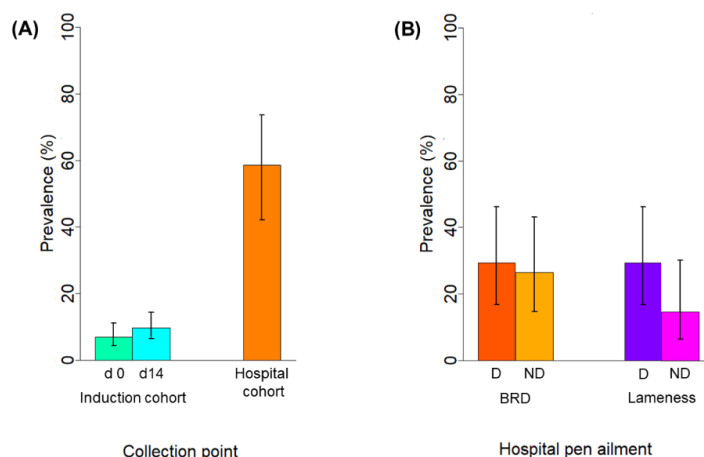 (A)
Prevalence (%)
100
80
60
40
20
0
d 0 d14
Induction cohort
Hospital
cohort
Collection point
(B)
Prevalence (%)
100
80
60
40
20
0
D ND
BRD
D ND
Lameness
Hospital pen ailment